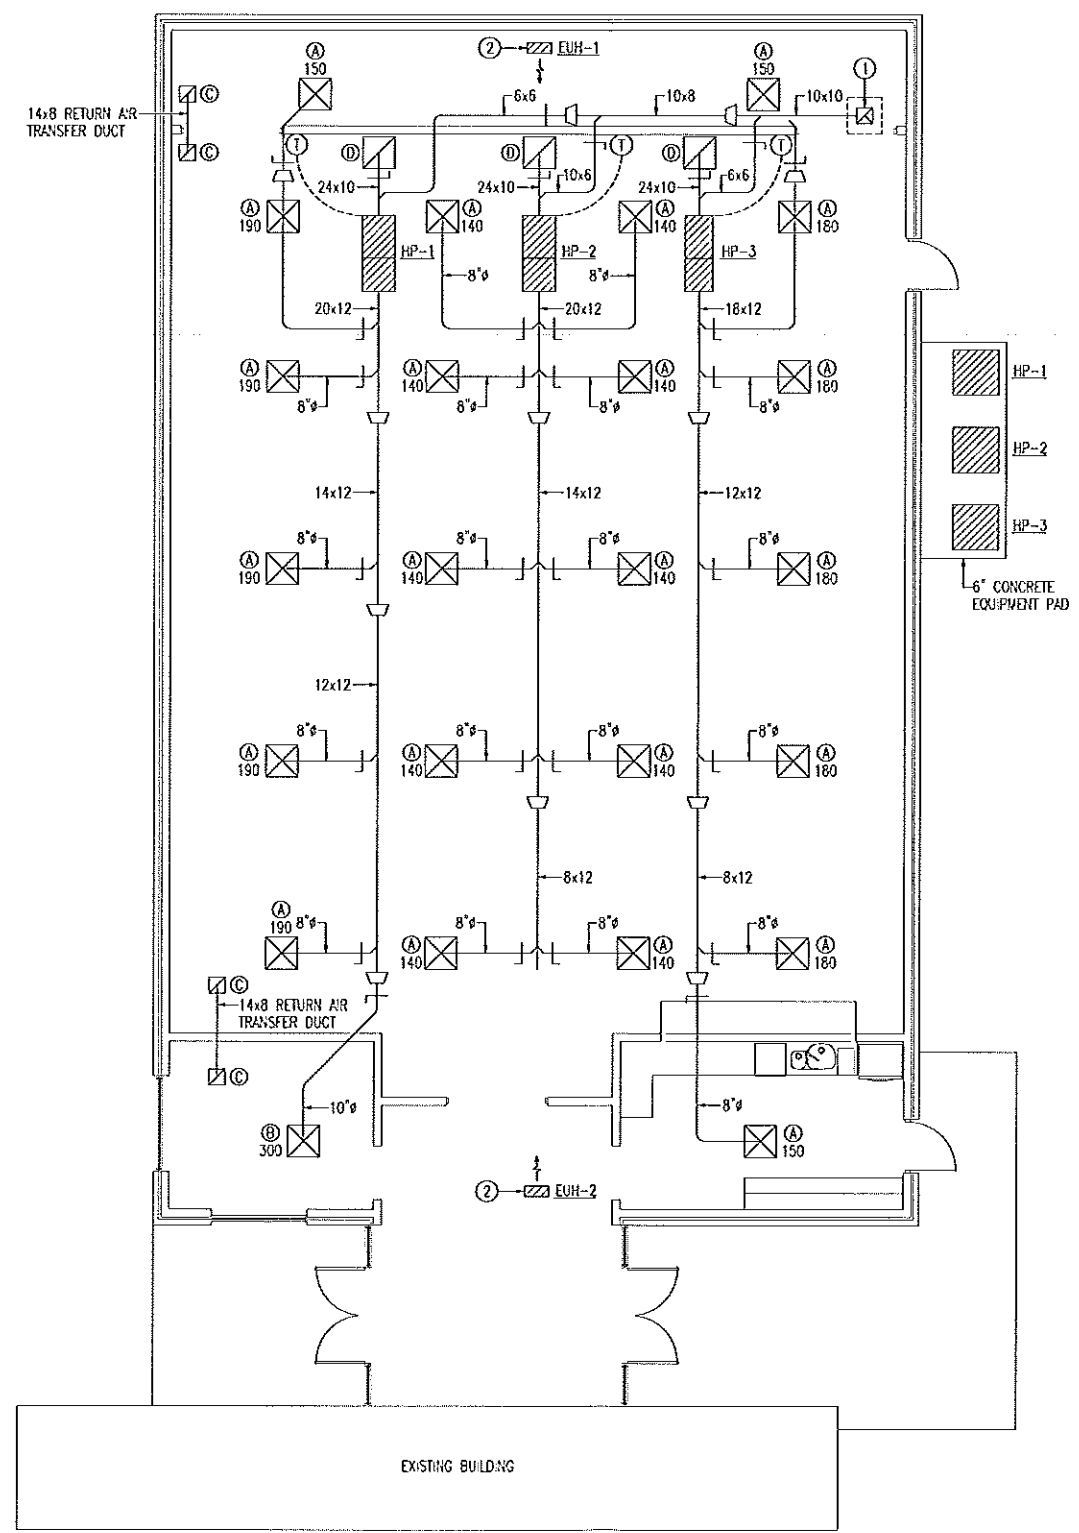 A
150
2
EUH-1
A
150
1
C
14x8 RETURN AIR
TRANSFER DUCT
C
6x6
10x8
10x10
T
D
D
T
D
T
24x10
24x10
10x6
24x10
6x6
A
190
HP-1
A
140
HP-2
A
140
HP-3
A
180
8"ø
8"ø
20x12
20x12
18x12
A
190
8"ø
A
140
8"ø
8"ø
A
140
8"ø
A
180
HP-1
HP-2
HP-3
6" CONCRETE
EQUIPMENT PAD
14x12
14x12
12x12
A
190
8"ø
A
140
8"ø
8"ø
A
140
8"ø
A
180
12x12
A
190
8"ø
A
140
8"ø
8"ø
A
140
8"ø
A
180
8x12
8x12
A
190
8"ø
A
140
8"ø
8"ø
A
140
8"ø
A
180
C
14x8 RETURN AIR
TRANSFER DUCT
C
10"ø
8"ø
B
300
A
150
2
EUH-2
EXISTING BUILDING